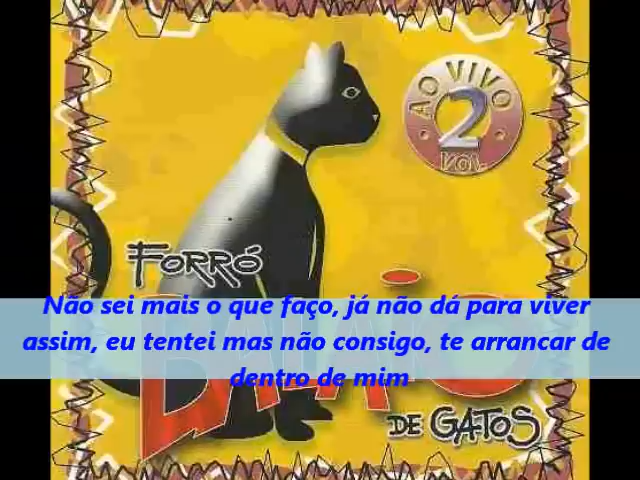 AO VIVO
2
VOL.
FORRÓ
Não sei mais o que faço, já não dá para viver
assim, eu tentei mas não consigo, te arrancar de
dentro de mim
DE GATOS